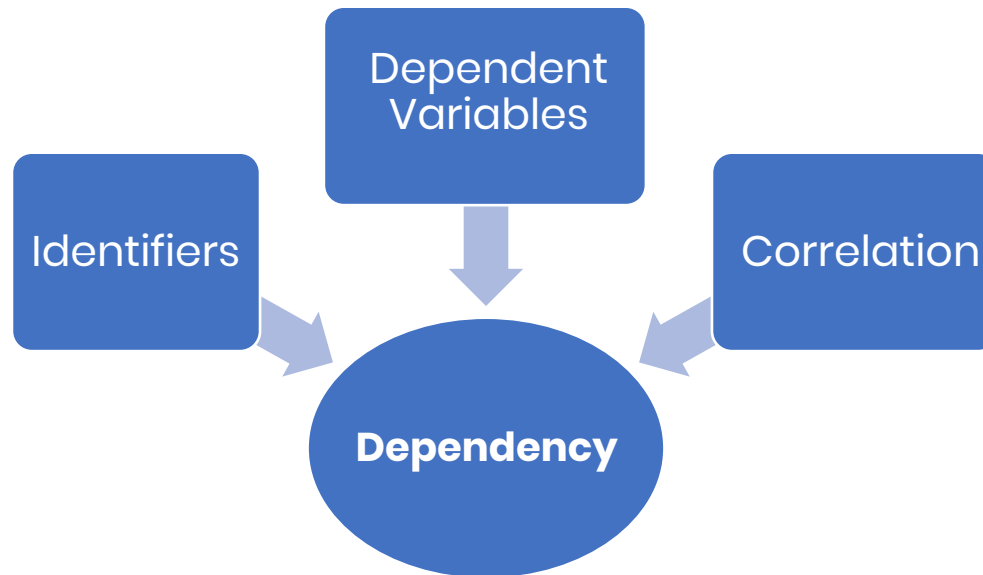 Dependent
Variables
Identifiers
Correlation
Dependency